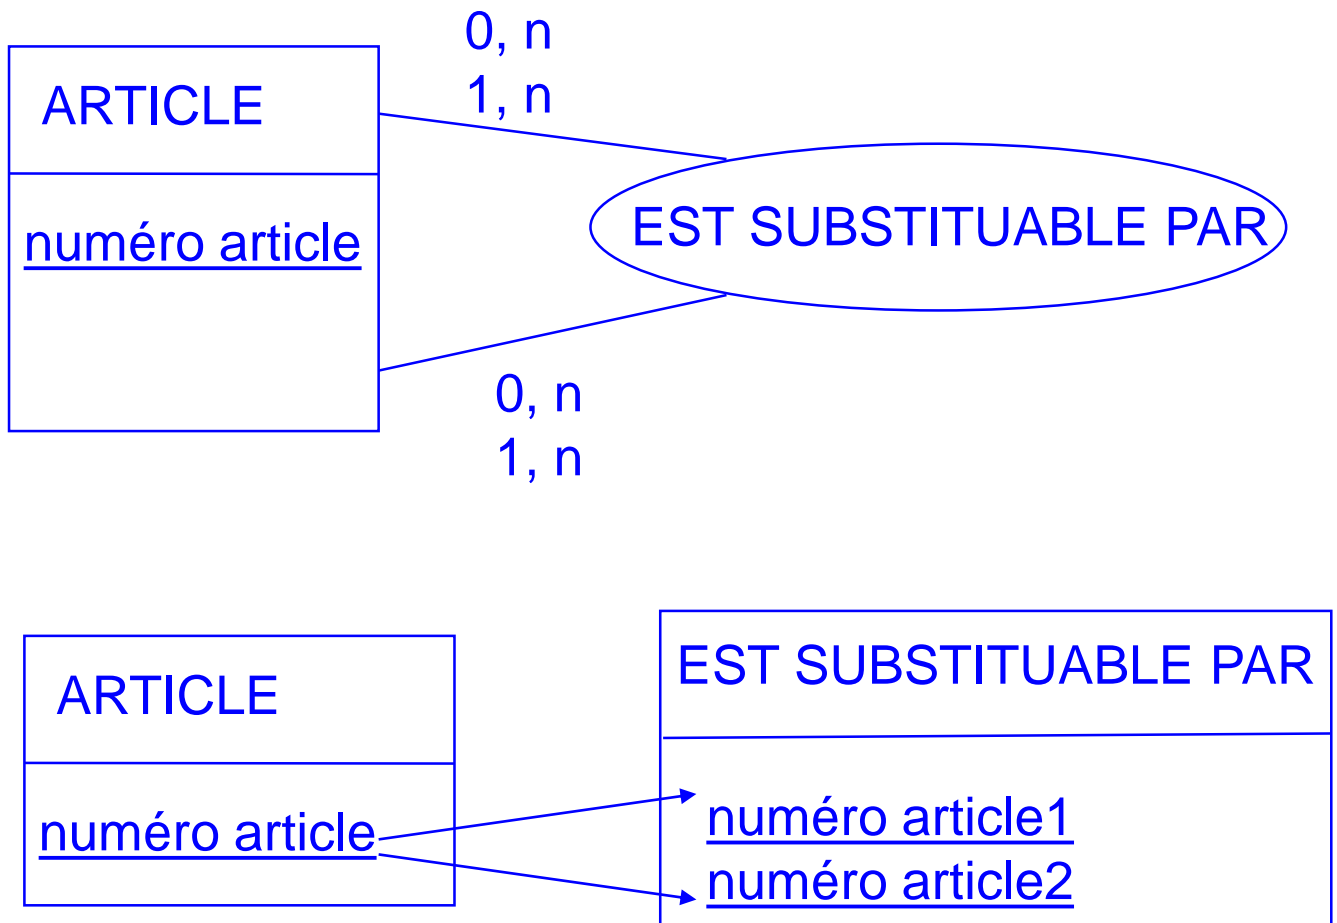 0, n
1, n
ARTICLE
numéro article
EST SUBSTITUABLE PAR
0, n
1, n
ARTICLE
numéro article
EST SUBSTITUABLE PAR
numéro article1
numéro article2